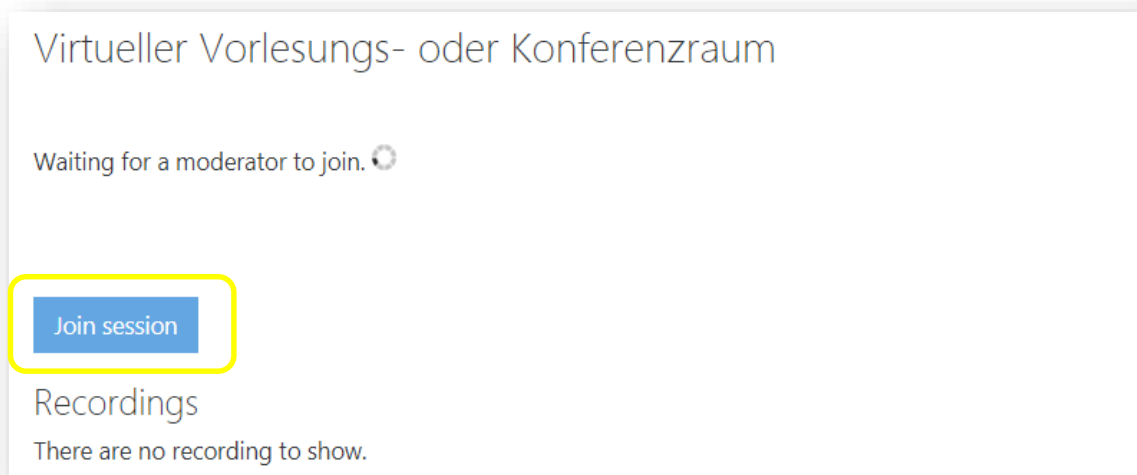 Virtueller Vorlesungs- oder Konferenzraum
Waiting for a moderator to join.
Join session
Recordings
There are no recording to show.